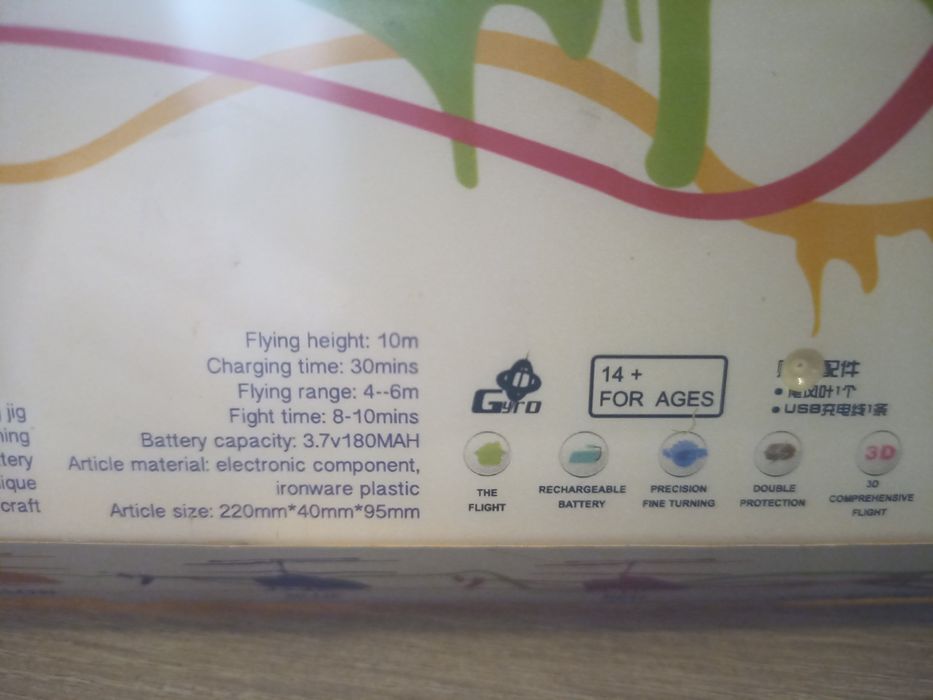 Flying height: 10m
Charging time: 30mins
Flying range: 4--6m
Fight time: 8-10mins
Battery capacity: 3.7v180MAH
Article material: electronic component,
ironware plastic
Article size: 220mm*40mm*95mm
jig
craft
Gyro
14 +
FOR AGES
配件
1个
USB充电线1条
THE
FLIGHT
RECHARGEABLE
BATTERY
PRECISION
FINE TURNING
DOUBLE
PROTECTION
3D
3D
COMPREHENSIVE
FLIGHT